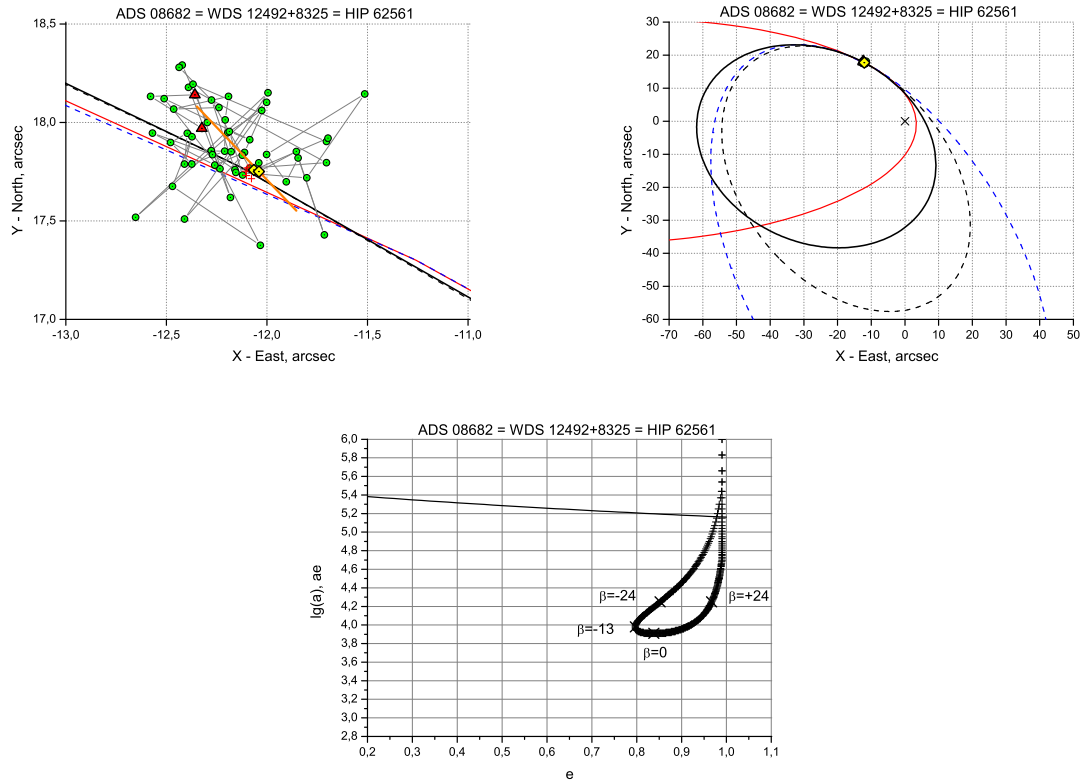 ADS 08682 = WDS 12492+8325 = HIP 62561
18,5
18,0
17,5
17,0
Y - North, arcsec
-13,0 -12,5 -12,0 -11,5 -11,0
X - East, arcsec
ADS 08682 = WDS 12492+8325 = HIP 62561
30
20
10
0
-10
-20
-30
-40
-50
-60
Y - North, arcsec
-70 -60 -50 -40 -30 -20 -10 0 10 20 30 40 50
X - East, arcsec
ADS 08682 = WDS 12492+8325 = HIP 62561
6,0
5,8
5,6
5,4
5,2
5,0
4,8
4,6
4,4
4,2
4,0
3,8
3,6
3,4
3,2
3,0
2,8
lg(a), ae
β=-24
β=+24
β=-13
β=0
0,2 0,3 0,4 0,5 0,6 0,7 0,8 0,9 1,0 1,1
e